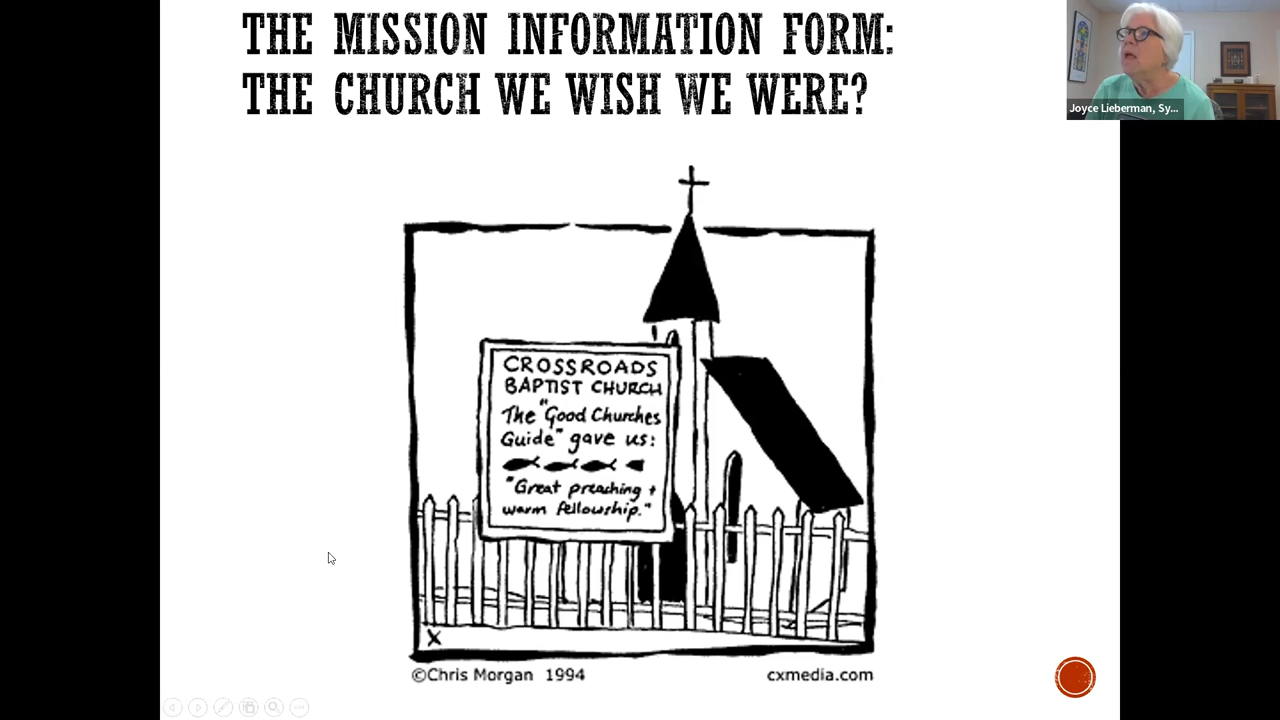 THE MISSION INFORMATION FORM:
THE CHURCH WE WISH WE WERE?
Joyce Lieberman, Sy...
CROSSROADS
BAPTIST CHURCH
The "Good Churches
Guide" gave us:
"Great preaching +
warm fellowship."
X
©Chris Morgan 1994
cxmedia.com